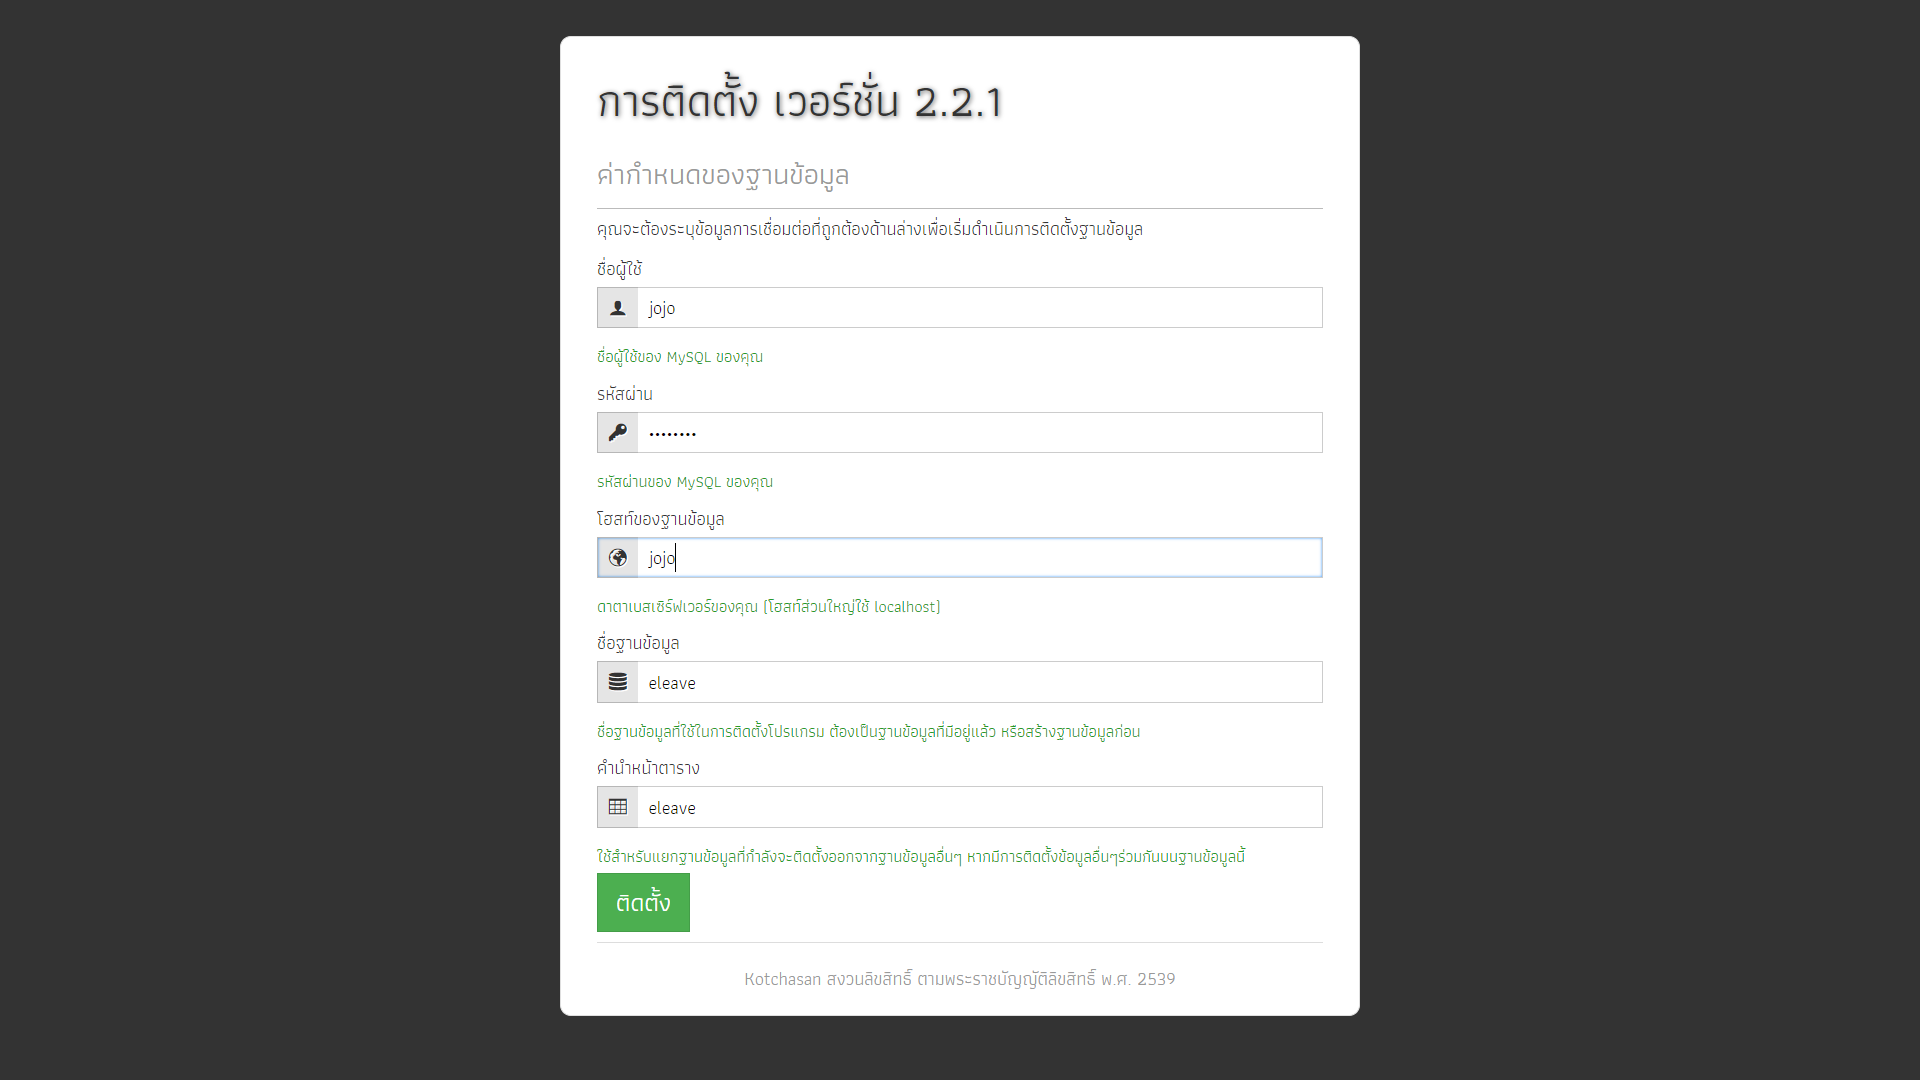 การติดตั้ง เวอร์ชั่น 2.2.1
ค่ากำหนดของฐานข้อมูล
คุณจะต้องระบุข้อมูลการเชื่อมต่อที่ถูกต้องด้านล่างเพื่อเริ่มดำเนินการติดตั้งฐานข้อมูล
ชื่อผู้ใช้
jojo
ชื่อผู้ใช้ของ MySQL ของคุณ
รหัสผ่าน
••••••••
รหัสผ่านของ MySQL ของคุณ
โฮสท์ของฐานข้อมูล
jojo
ดาตาเบสเซิร์ฟเวอร์ของคุณ (โฮสท์ส่วนใหญ่ใช้ localhost)
ชื่อฐานข้อมูล
eleave
ชื่อฐานข้อมูลที่ใช้ในการติดตั้งโปรแกรม ต้องเป็นฐานข้อมูลที่มีอยู่แล้ว หรือสร้างฐานข้อมูลก่อน
คำนำหน้าตาราง
eleave
ใช้สำหรับแยกฐานข้อมูลที่กำลังจะติดตั้งออกจากฐานข้อมูลอื่นๆ หากมีการติดตั้งข้อมูลอื่นๆร่วมกันบนฐานข้อมูลนี้
ติดตั้ง
Kotchasan สงวนลิขสิทธิ์ ตามพระราชบัญญัติลิขสิทธิ์ พ.ศ. 2539